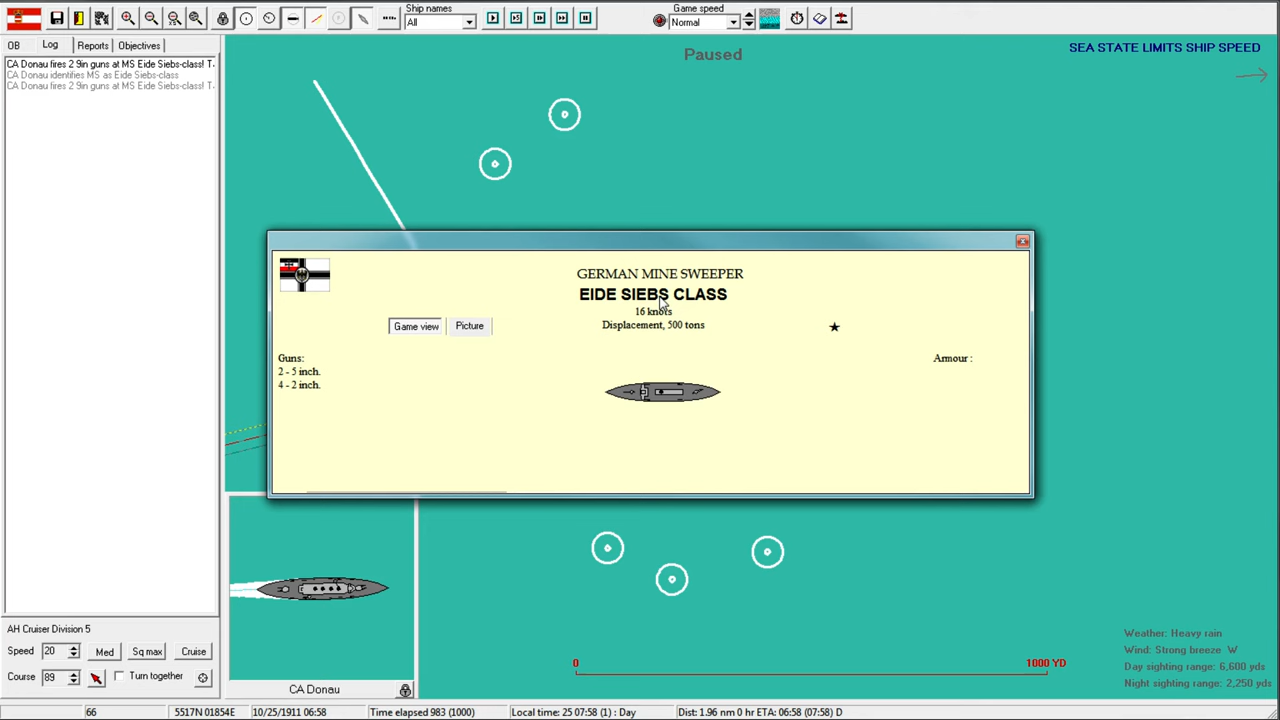 Ship names
All
Game speed
Normal
OB
Log
Reports
Objectives
CA Donau fires 2 9in guns at MS Eide Siebs-class! T
CA Donau identifies MS as Eide Siebs-class
CA Donau fires 2 9in guns at MS Eide Siebs-class! T
Paused
SEA STATE LIMITS SHIP SPEED
GERMAN MINE SWEEPER
EIDE SIEBS CLASS
16 knots
Displacement, 500 tons
Game view
Picture
Guns:
2 - 5 inch.
4 - 2 inch.
Armour :
AH Cruiser Division 5
Speed 20 Med Sq max Cruise
Course 89 Turn together
CA Donau
0
1000 YD
Weather: Heavy rain
Wind: Strong breeze W
Day sighting range: 6,600 yds
Night sighting range: 2,250 yds
66
5517N 01854E
10/25/1911 06:58
Time elapsed 983 (1000)
Local time: 25 07:58 (1) : Day
Dist: 1.96 nm 0 hr ETA: 06:58 (07:58) D